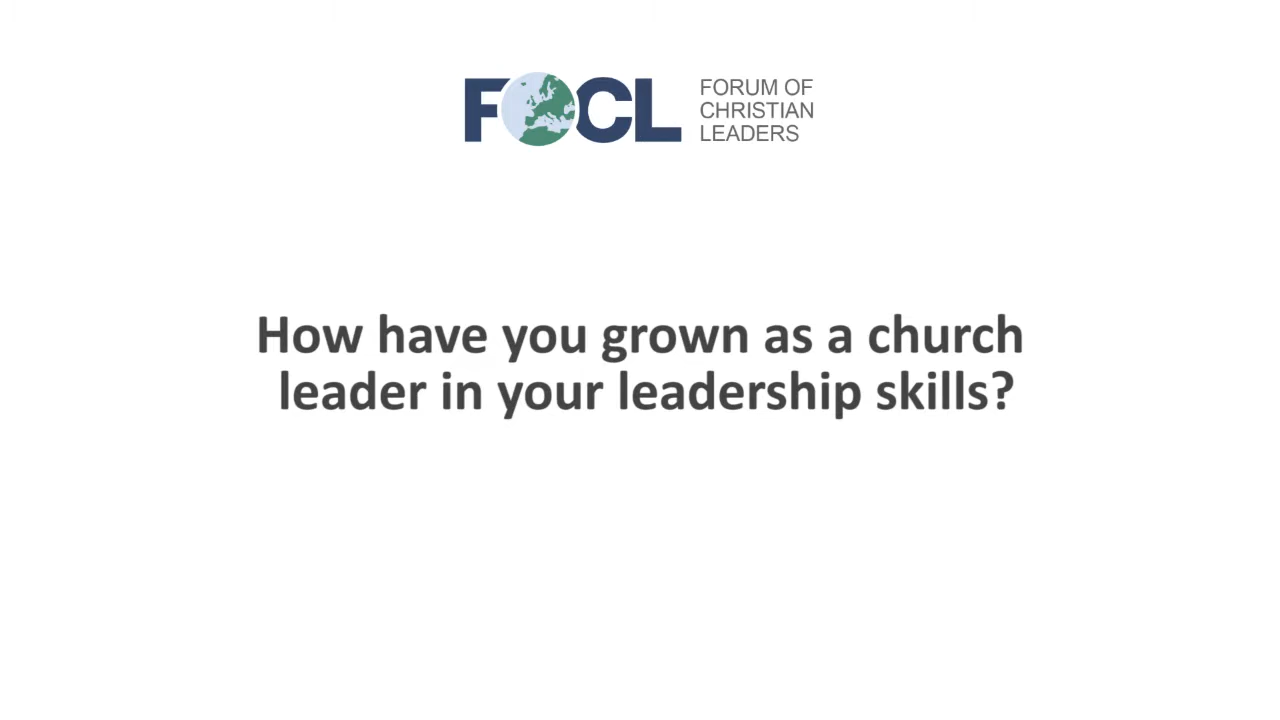 FOCL
FORUM OF
CHRISTIAN
LEADERS
How have you grown as a church
leader in your leadership skills?